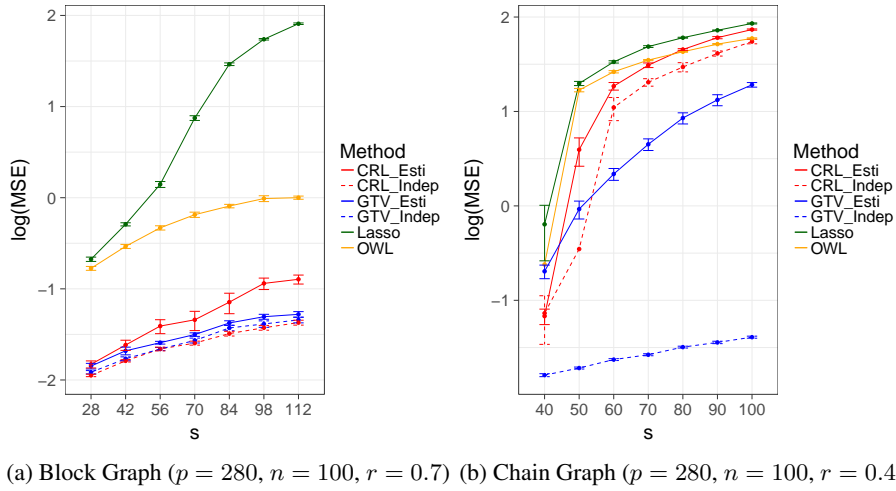 2
1
0
−1
−2
log(MSE)
28 42 56 70 84 98 112
s
Method
CRL_Esti
CRL_Indep
GTV_Esti
GTV_Indep
Lasso
OWL
2
1
0
−1
log(MSE)
40 50 60 70 80 90 100
s
Method
CRL_Esti
CRL_Indep
GTV_Esti
GTV_Indep
Lasso
OWL
(a) Block Graph (p = 280, n = 100, r = 0.7) (b) Chain Graph (p = 280, n = 100, r = 0.4